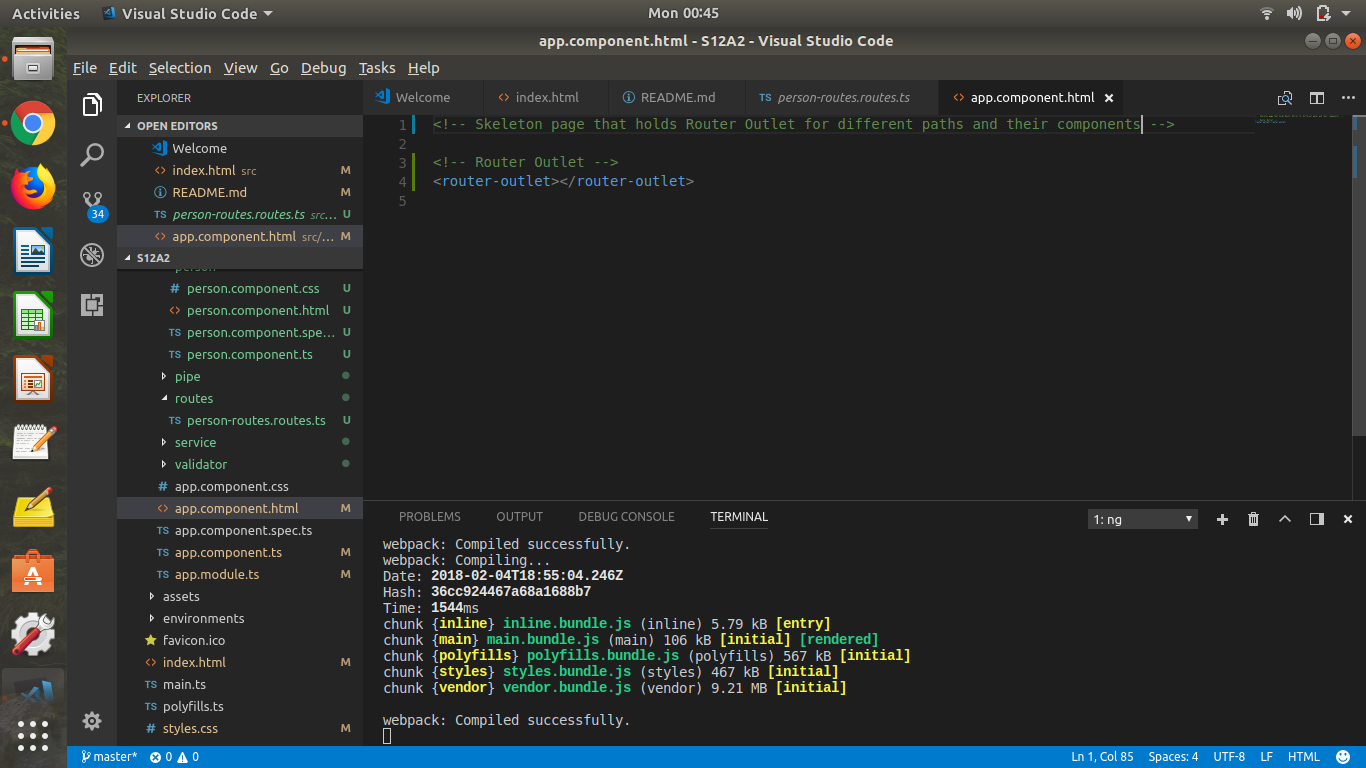 Activities Visual Studio Code Mon 00:45
app.component.html - S12A2 - Visual Studio Code
File Edit Selection View Go Debug Tasks Help
EXPLORER
OPEN EDITORS
Welcome
index.html src M
README.md M
person-routes.routes.ts src... U
app.component.html src/... M
S12A2
person
person.component.css U
person.component.html U
person.component.spe... U
person.component.ts U
pipe
routes
person-routes.routes.ts U
service
validator
app.component.css
app.component.html M
app.component.spec.ts
app.component.ts M
app.module.ts M
assets
environments
favicon.ico
index.html M
main.ts
polyfills.ts
styles.css M
34
Welcome index.html README.md person-routes.routes.ts app.component.html
1 <!-- Skeleton page that holds Router Outlet for different paths and their components -->
2
3 <!-- Router Outlet -->
4 <router-outlet></router-outlet>
5
PROBLEMS OUTPUT DEBUG CONSOLE TERMINAL 1: ng
webpack: Compiled successfully.
webpack: Compiling...
Date: 2018-02-04T18:55:04.246Z
Hash: 36cc924467a68a1688b7
Time: 1544ms
chunk {inline} inline.bundle.js (inline) 5.79 kB [entry]
chunk {main} main.bundle.js (main) 106 kB [initial] [rendered]
chunk {polyfills} polyfills.bundle.js (polyfills) 567 kB [initial]
chunk {styles} styles.bundle.js (styles) 467 kB [initial]
chunk {vendor} vendor.bundle.js (vendor) 9.21 MB [initial]
webpack: Compiled successfully.
master* 0 0 Ln 1, Col 85 Spaces: 4 UTF-8 LF HTML